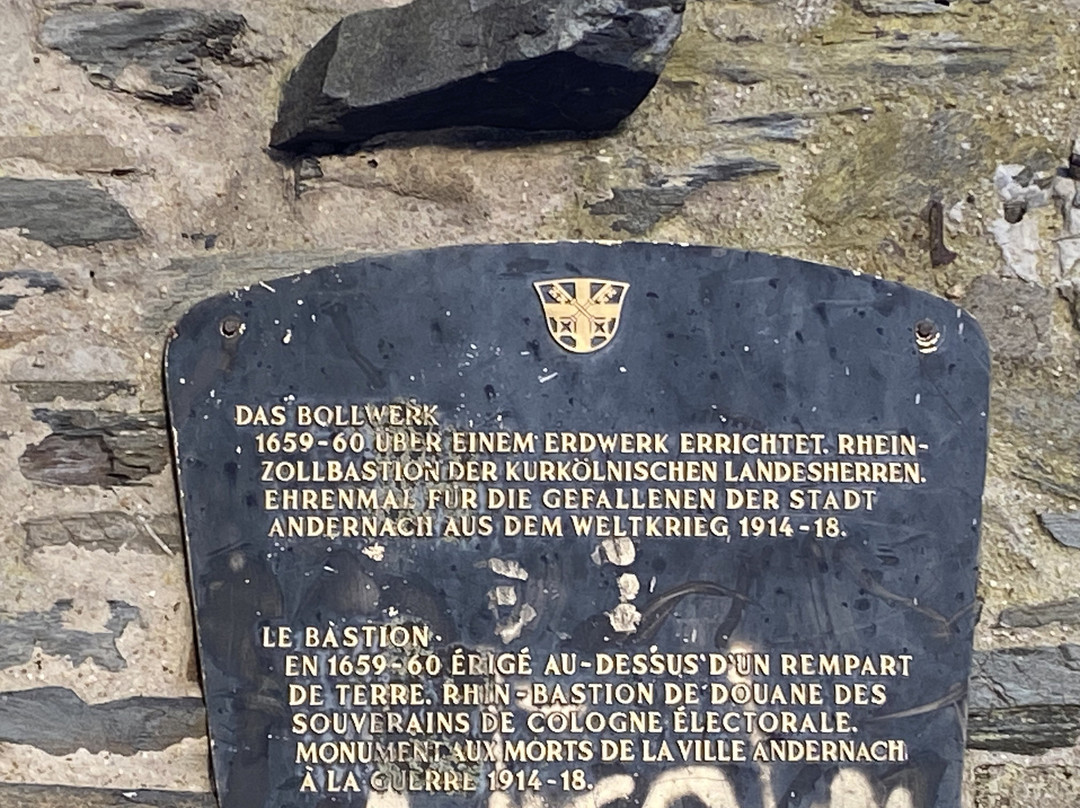 DAS BOLLWERK
1659-60 ÜBER EINEM ERDWERK ERRICHTET. RHEIN-
ZOLLBASTION DER KURKÖLNISCHEN LANDESHERREN.
EHRENMAL FÜR DIE GEFALLENEN DER STADT
ANDERNACH AUS DEM WELTKRIEG 1914-18.
LE BASTION
EN 1659-60 ÉRIGÉ AU-DESSUS D'UN REMPART
DE TERRE. RHIN-BASTION DE DOUANE DES
SOUVERAINS DE COLOGNE ÉLECTORALE.
MONUMENT AUX MORTS DE LA VILLE ANDERNACH
À LA GUERRE 1914-18.